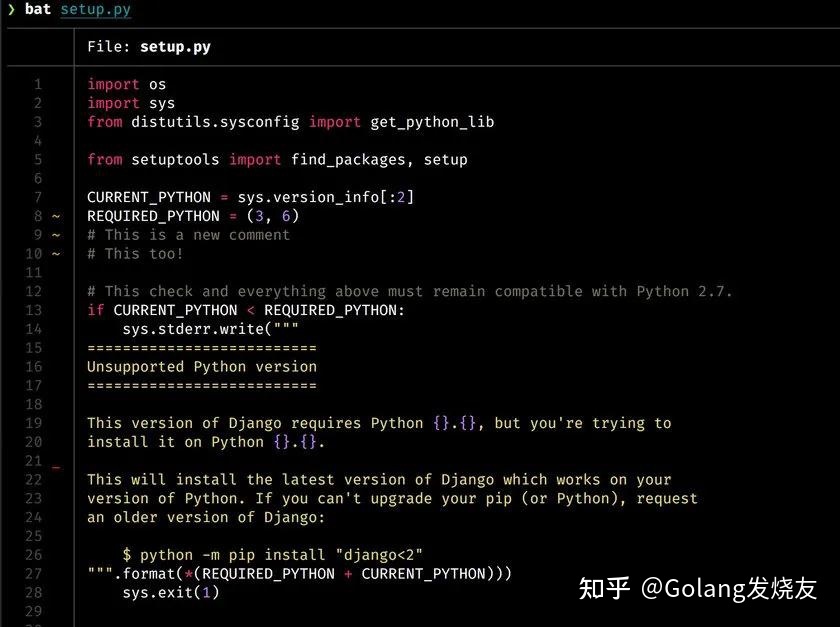 ❯ bat setup.py
File: setup.py
1 import os
2 import sys
3 from distutils.sysconfig import get_python_lib
4
5 from setuptools import find_packages, setup
6
7 CURRENT_PYTHON = sys.version_info[:2]
8 ~ REQUIRED_PYTHON = (3, 6)
9 ~ # This is a new comment
10 ~ # This too!
11
12 # This check and everything above must remain compatible with Python 2.7.
13 if CURRENT_PYTHON < REQUIRED_PYTHON:
14     sys.stderr.write("""
15 ==========================
16 Unsupported Python version
17 ==========================
18
19 This version of Django requires Python {}.{}, but you're trying to
20 install it on Python {}.{}.
21 _
22 This will install the latest version of Django which works on your
23 version of Python. If you can't upgrade your pip (or Python), request
24 an older version of Django:
25
26     $ python -m pip install "django<2"
27 """.format(*(REQUIRED_PYTHON + CURRENT_PYTHON)))
28     sys.exit(1)
29
知乎 @Golang发烧友